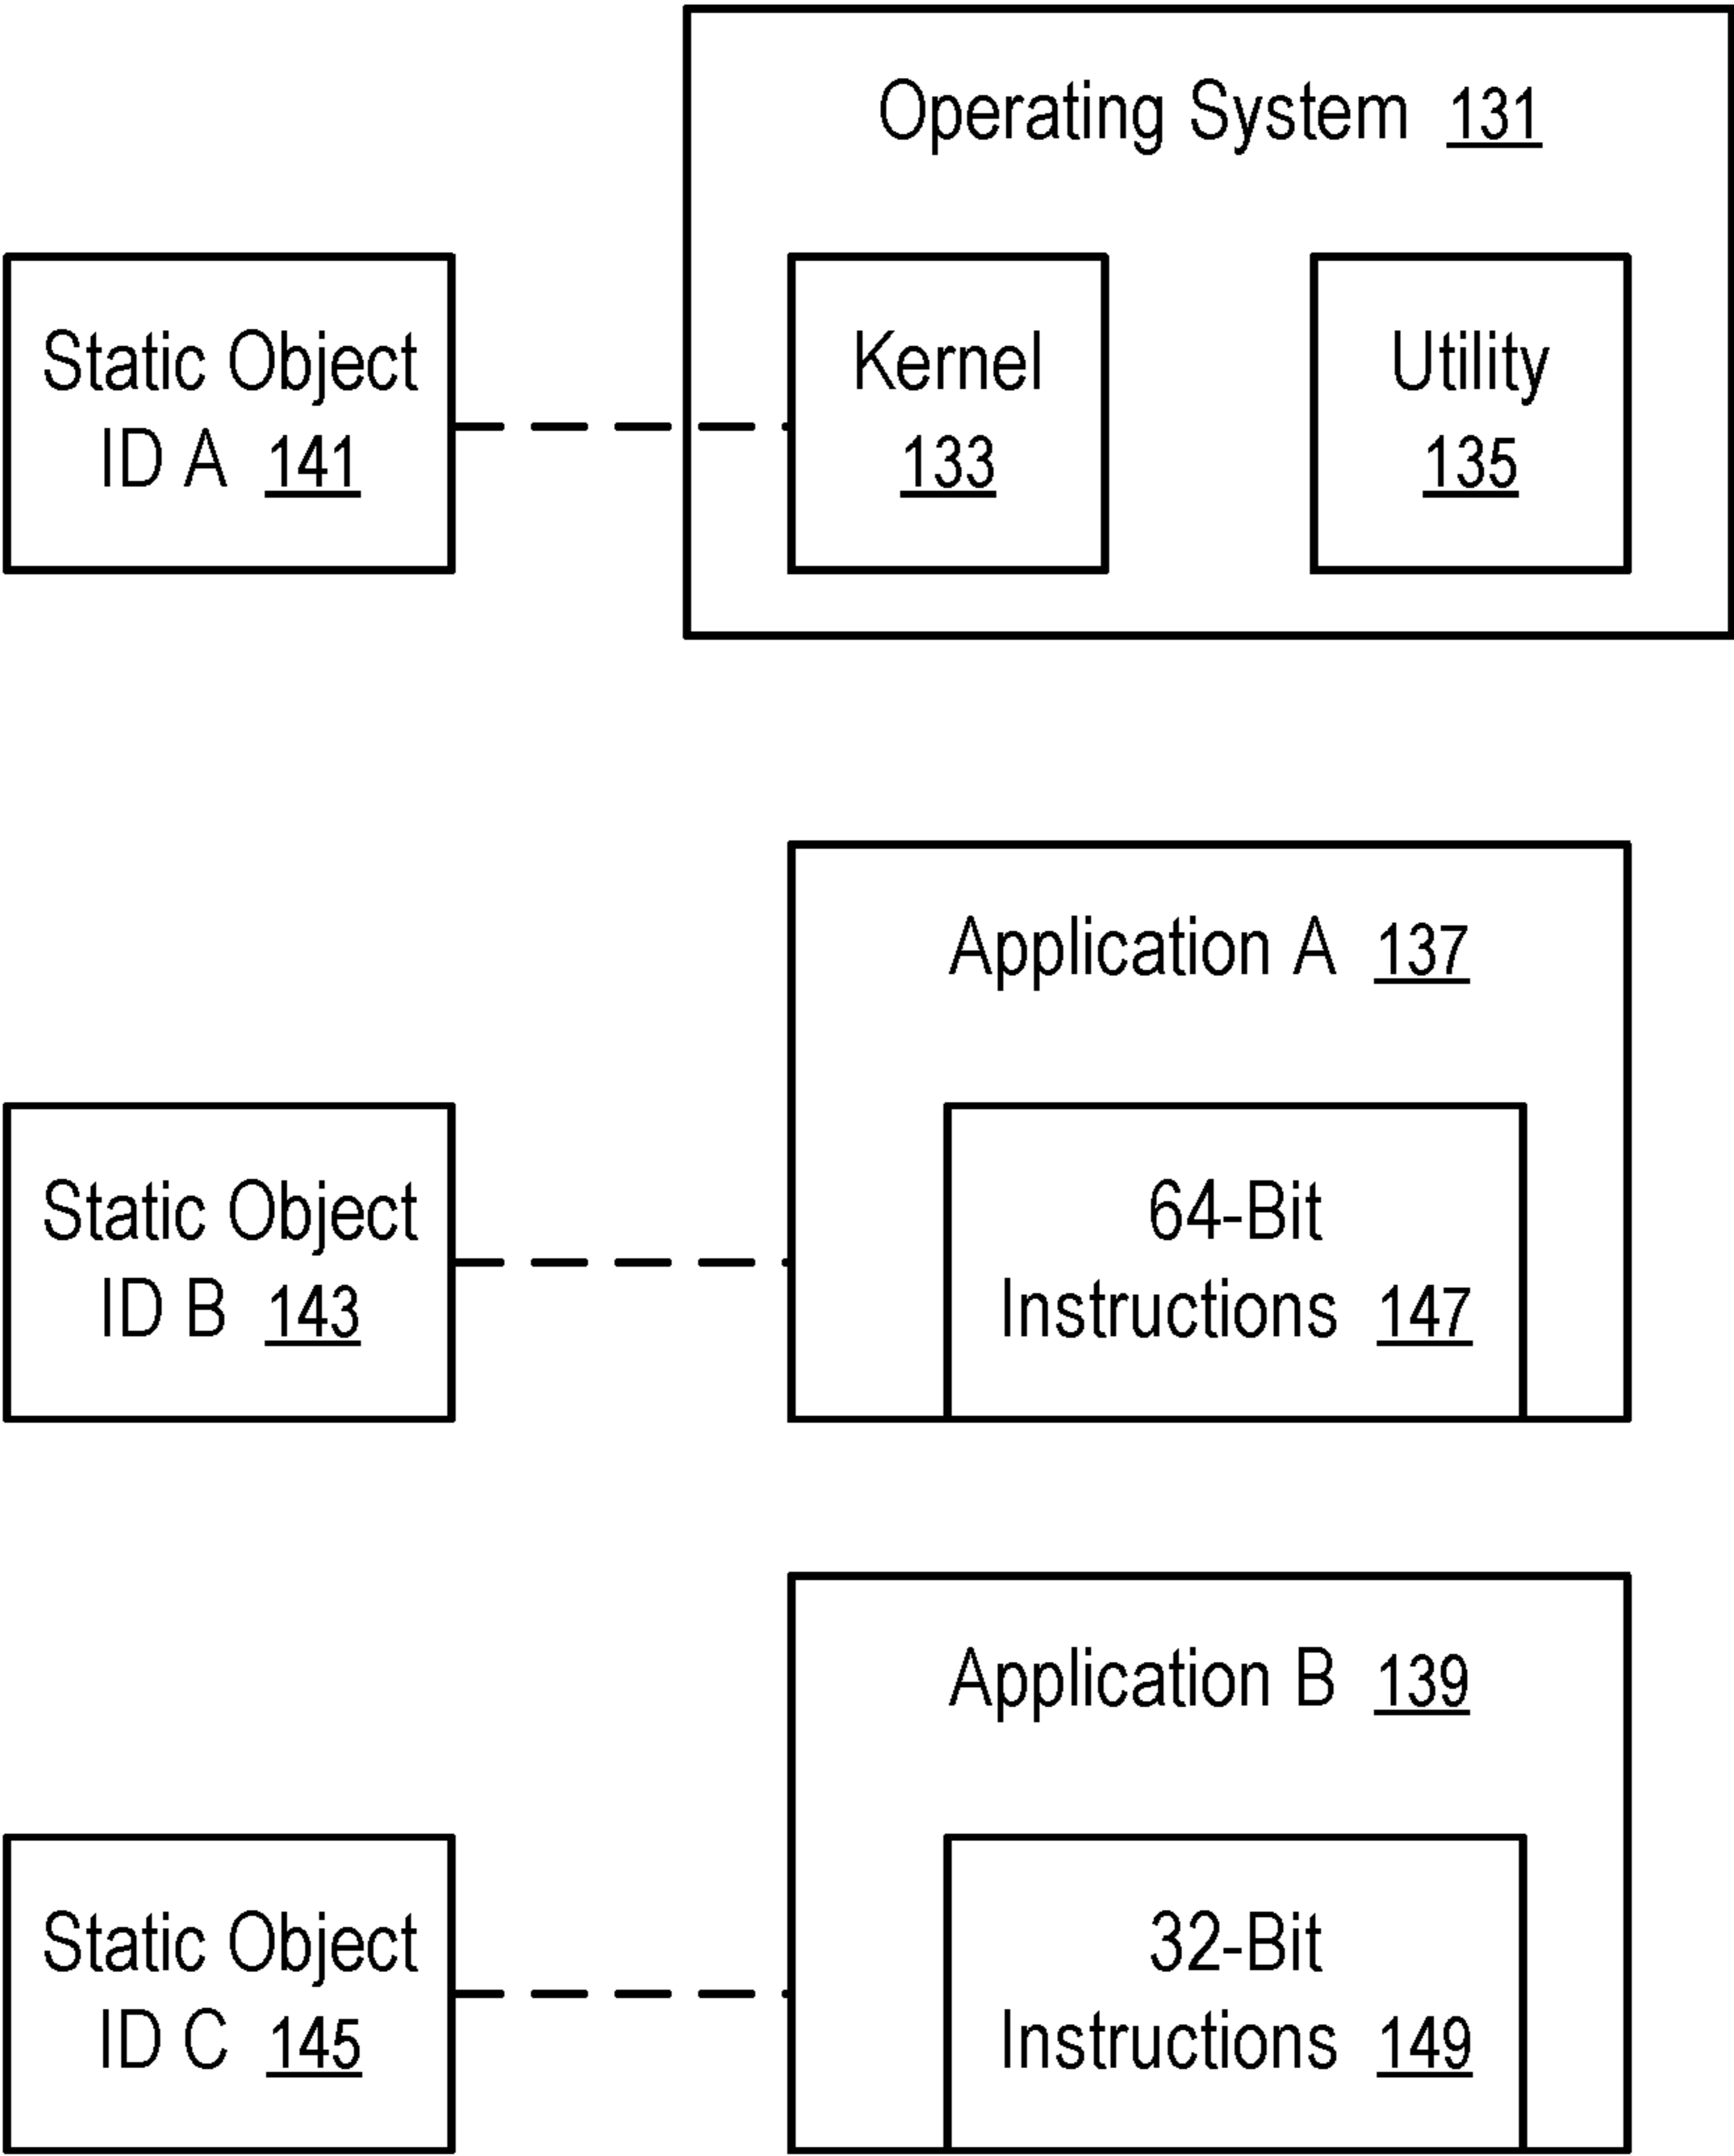 Operating System 131
Static Object
ID A 141
Kernel
133
Utility
135
Application A 137
Static Object
ID B 143
64-Bit
Instructions 147
Application B 139
Static Object
ID C 145
32-Bit
Instructions 149